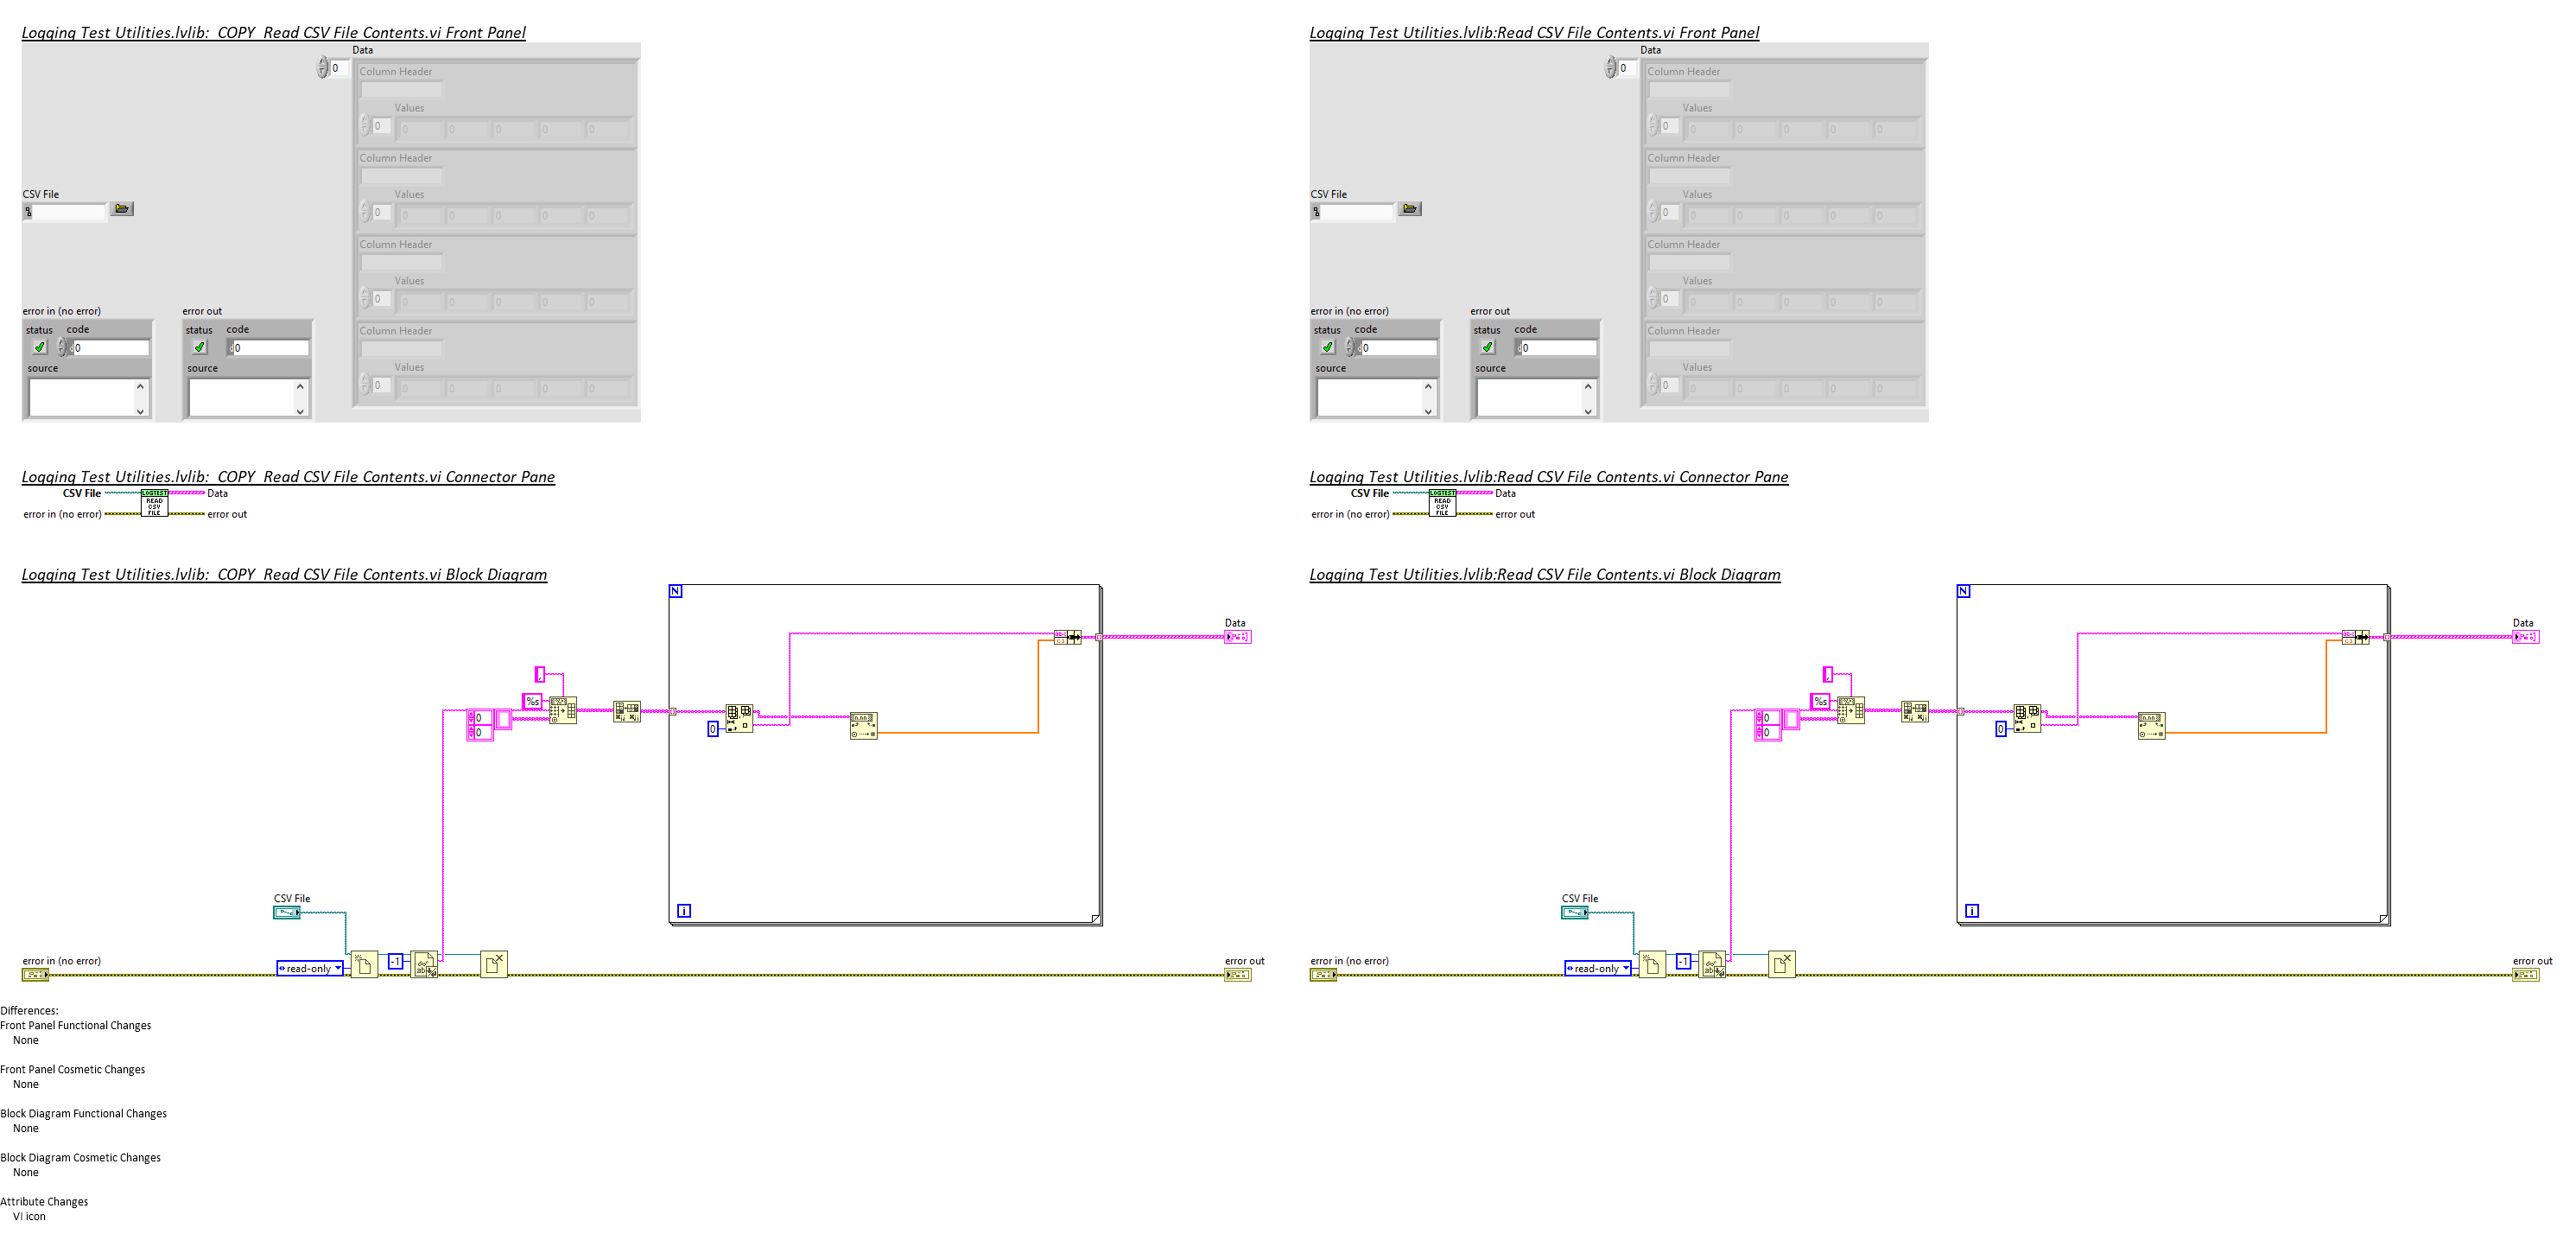 Logging Test Utilities.lvlib:  COPY  Read CSV File Contents.vi Front Panel
Data
0
Column Header
Values
0 0 0 0 0 0
Column Header
Values
0 0 0 0 0 0
CSV File
Column Header
Values
0 0 0 0 0 0
error in (no error)
error out
status code
0
source
status code
0
source
Column Header
Values
0 0 0 0 0 0
Logging Test Utilities.lvlib:Read CSV File Contents.vi Front Panel
Data
0
Column Header
Values
0 0 0 0 0 0
Column Header
Values
0 0 0 0 0 0
CSV File
Column Header
Values
0 0 0 0 0 0
error in (no error)
error out
status code
0
source
status code
0
source
Column Header
Values
0 0 0 0 0 0
Logging Test Utilities.lvlib:  COPY  Read CSV File Contents.vi Connector Pane
CSV File
LOGTEST
READ
CSV
FILE
Data
error in (no error)
error out
Logging Test Utilities.lvlib:Read CSV File Contents.vi Connector Pane
CSV File
LOGTEST
READ
CSV
FILE
Data
error in (no error)
error out
Logging Test Utilities.lvlib:  COPY  Read CSV File Contents.vi Block Diagram
N
Data
,
%s
0
0
0
CSV File
i
error in (no error)
read-only
-1
error out
Logging Test Utilities.lvlib:Read CSV File Contents.vi Block Diagram
N
Data
,
%s
0
0
0
CSV File
i
error in (no error)
read-only
-1
error out
Differences:
Front Panel Functional Changes
None
Front Panel Cosmetic Changes
None
Block Diagram Functional Changes
None
Block Diagram Cosmetic Changes
None
Attribute Changes
VI icon